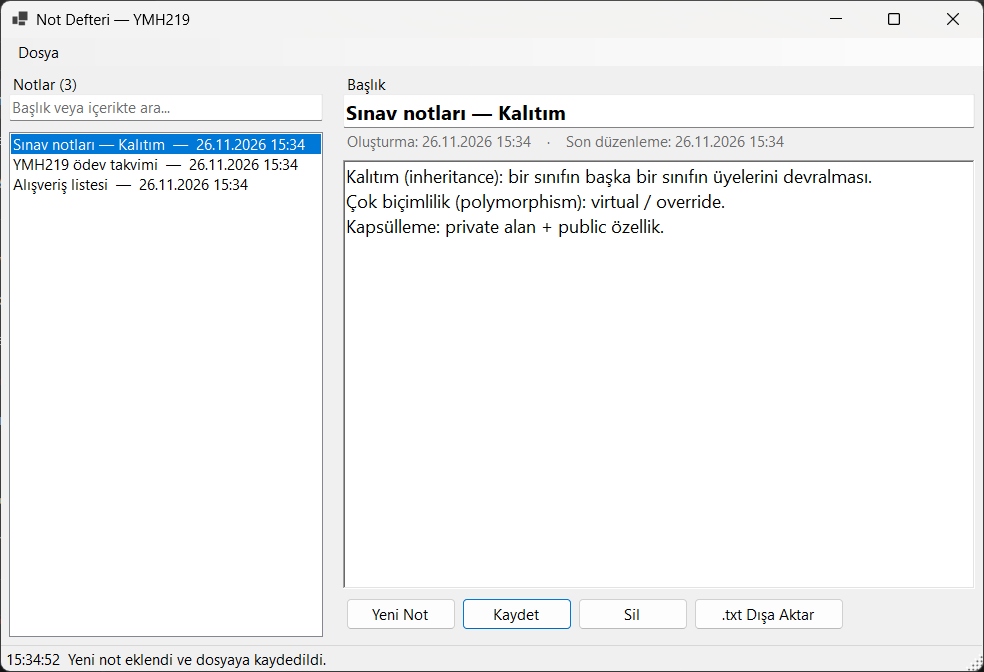 Not Defteri — YMH219
Dosya
Notlar (3)
Başlık veya içerikte ara...
Sınav notları — Kalıtım — 26.11.2026 15:34
YMH219 ödev takvimi — 26.11.2026 15:34
Alışveriş listesi — 26.11.2026 15:34
Başlık
Sınav notları — Kalıtım
Oluşturma: 26.11.2026 15:34 · Son düzenleme: 26.11.2026 15:34
Kalıtım (inheritance): bir sınıfın başka bir sınıfın üyelerini devralması.
Çok biçimlilik (polymorphism): virtual / override.
Kapsülleme: private alan + public özellik.
Yeni Not Kaydet Sil .txt Dışa Aktar
15:34:52 Yeni not eklendi ve dosyaya kaydedildi.